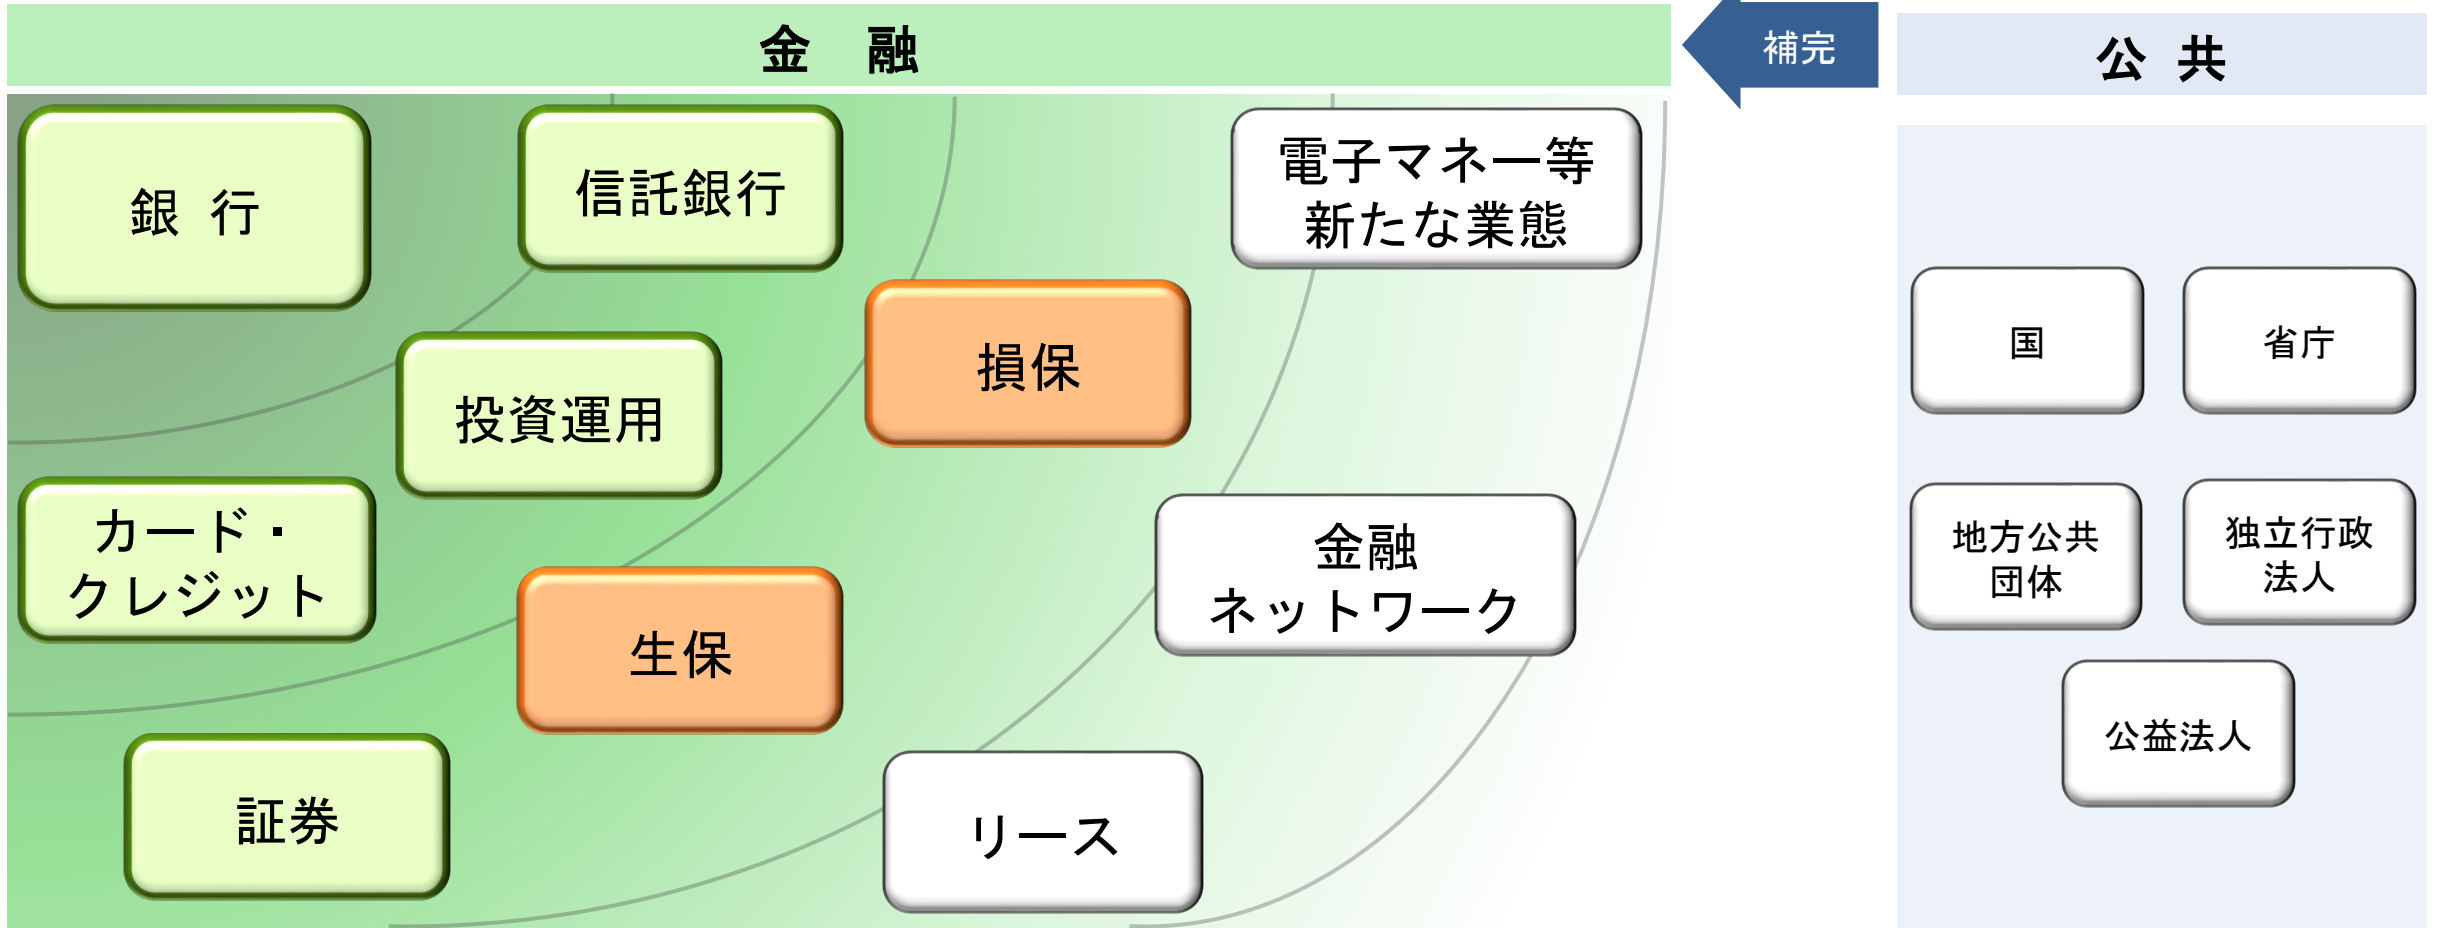 金　融
補完
公 共
銀 行
信託銀行
電子マネー等
新たな業態
損保
投資運用
カード・
クレジット
金融
ネットワーク
生保
証券
リース
国
省庁
地方公共
団体
独立行政
法人
公益法人